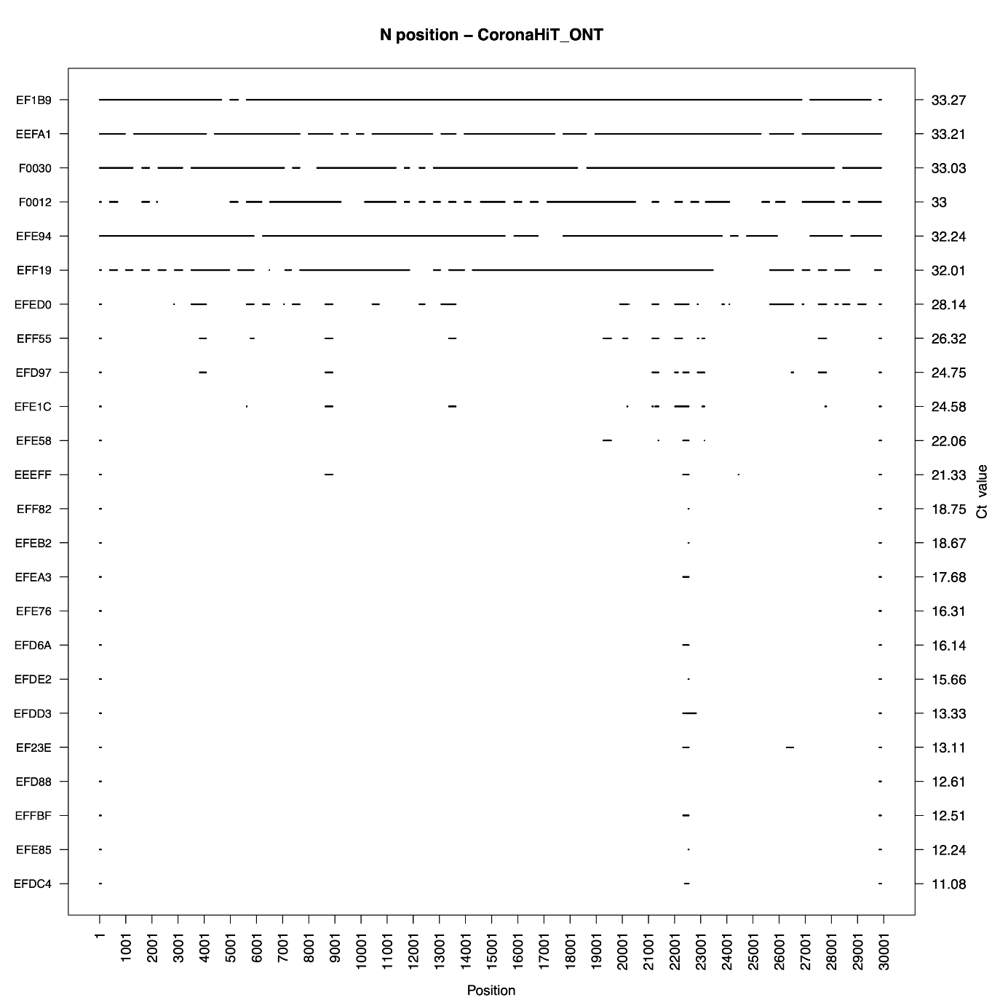 N position – CoronaHiT_ONT
EF1B9 33.27
EEFA1 33.21
F0030 33.03
F0012 33
EFE94 32.24
EFF19 32.01
EFED0 28.14
EFF55 26.32
EFD97 24.75
EFE1C 24.58
EFE58 22.06
EEEFF 21.33
EFF82 18.75
EFEB2 18.67
EFEA3 17.68
EFE76 16.31
EFD6A 16.14
EFDE2 15.66
EFDD3 13.33
EF23E 13.11
EFD88 12.61
EFFBF 12.51
EFE85 12.24
EFDC4 11.08
Ct value
1 1001 2001 3001 4001 5001 6001 7001 8001 9001 10001 11001 12001 13001 14001 15001 16001 17001 18001 19001 20001 21001 22001 23001 24001 25001 26001 27001 28001 29001 30001
Position